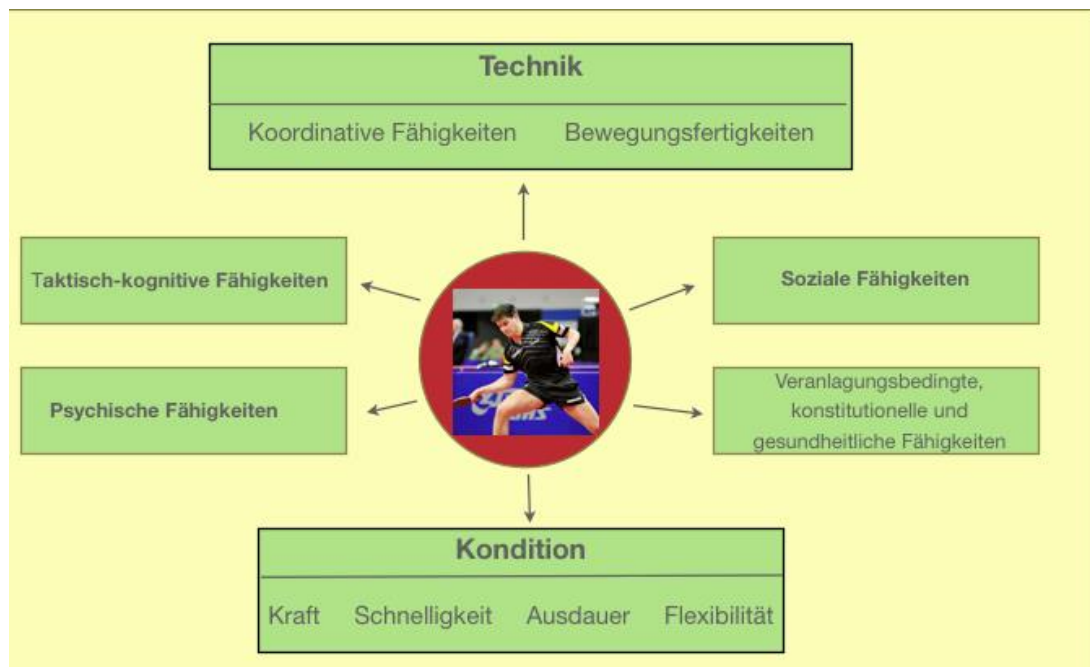 Technik
Koordinative Fähigkeiten Bewegungsfertigkeiten
Taktisch-kognitive Fähigkeiten
Soziale Fähigkeiten
Psychische Fähigkeiten
Veranlagungsbedingte,
konstitutionelle und
gesundheitliche Fähigkeiten
Kondition
Kraft Schnelligkeit Ausdauer Flexibilität